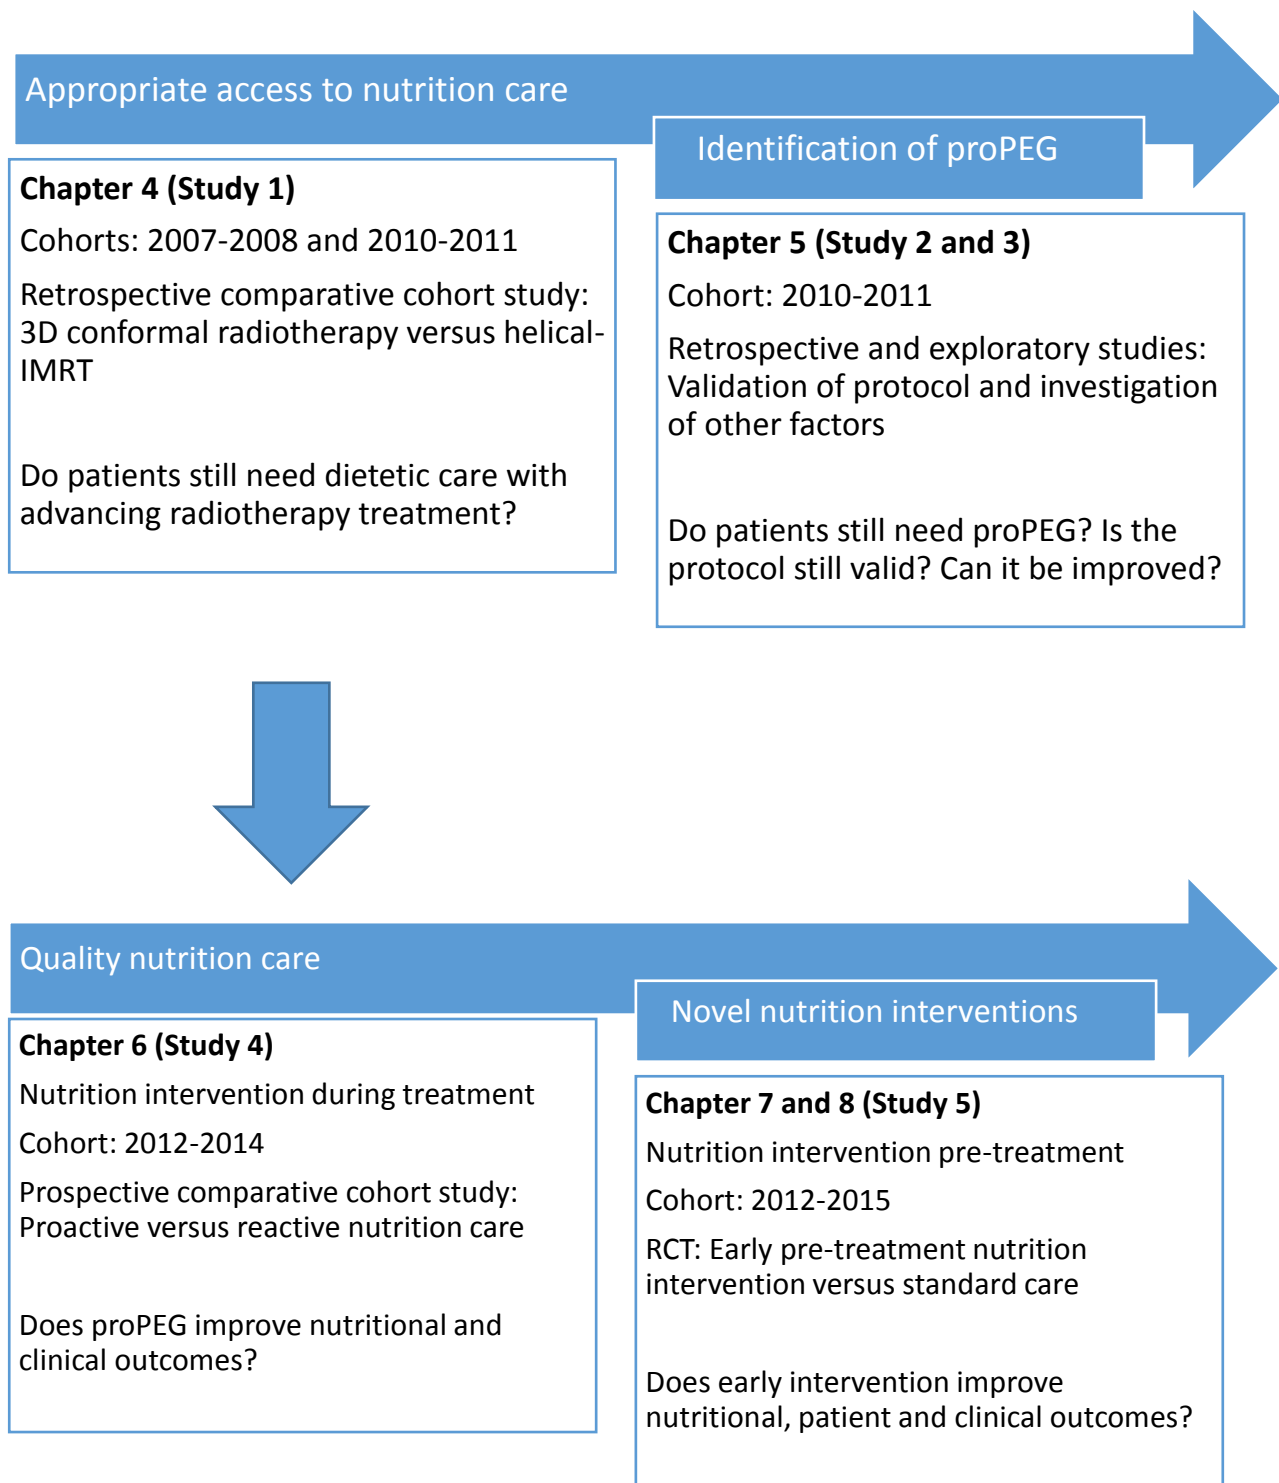 Appropriate access to nutrition care
Identification of proPEG
Chapter 4 (Study 1)
Cohorts: 2007-2008 and 2010-2011
Retrospective comparative cohort study:
3D conformal radiotherapy versus helical-
IMRT
Do patients still need dietetic care with
advancing radiotherapy treatment?
Chapter 5 (Study 2 and 3)
Cohort: 2010-2011
Retrospective and exploratory studies:
Validation of protocol and investigation
of other factors
Do patients still need proPEG? Is the
protocol still valid? Can it be improved?
Quality nutrition care
Novel nutrition interventions
Chapter 6 (Study 4)
Nutrition intervention during treatment
Cohort: 2012-2014
Prospective comparative cohort study:
Proactive versus reactive nutrition care
Does proPEG improve nutritional and
clinical outcomes?
Chapter 7 and 8 (Study 5)
Nutrition intervention pre-treatment
Cohort: 2012-2015
RCT: Early pre-treatment nutrition
intervention versus standard care
Does early intervention improve
nutritional, patient and clinical outcomes?